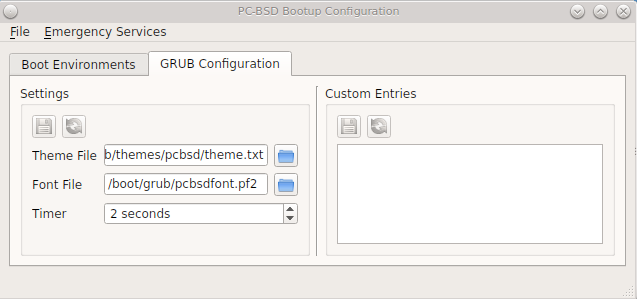 PC-BSD Bootup Configuration
File Emergency Services
Boot Environments GRUB Configuration
Settings
Theme File b/themes/pcbsd/theme.txt
Font File /boot/grub/pcbsdfont.pf2
Timer 2 seconds
Custom Entries